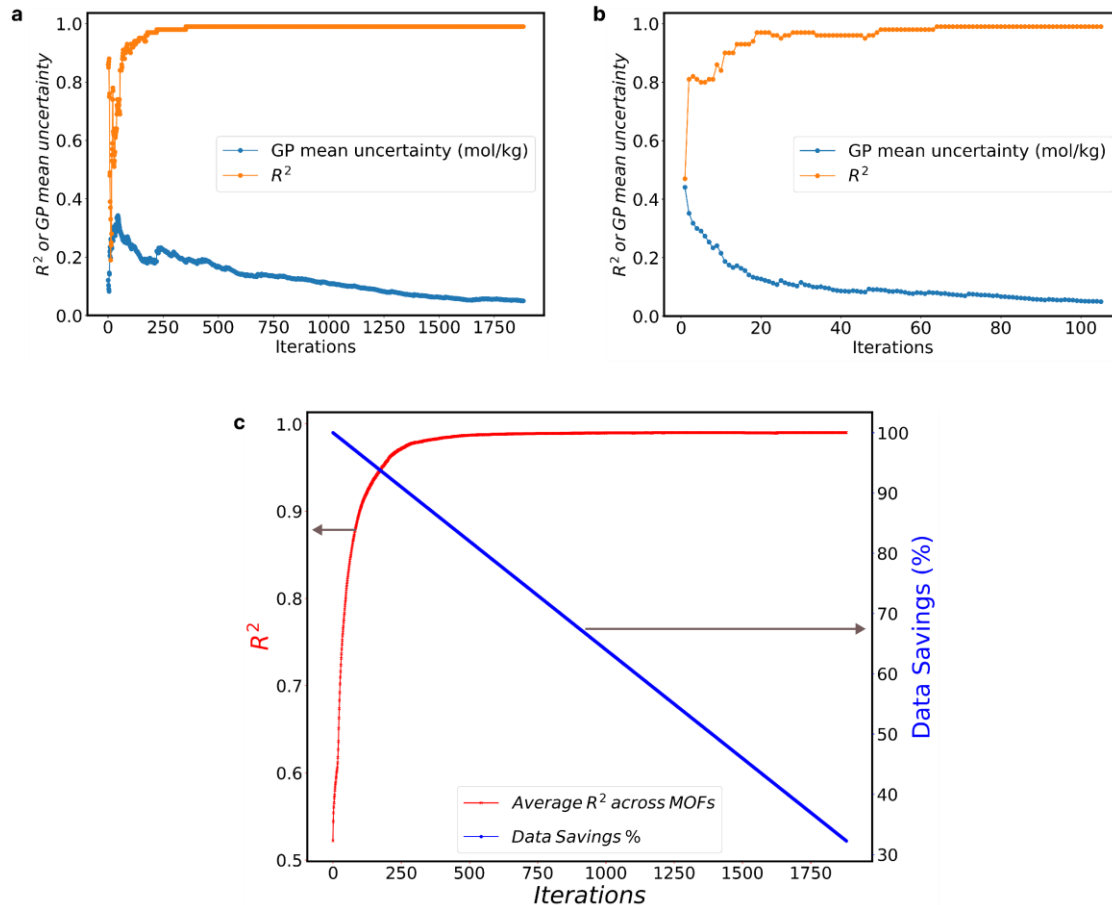 a
1.0
0.8
0.6
0.4
0.2
0.0
R² or GP mean uncertainty
GP mean uncertainty (mol/kg)
R²
0 250 500 750 1000 1250 1500 1750
Iterations
b
1.0
0.8
0.6
0.4
0.2
0.0
R² or GP mean uncertainty
GP mean uncertainty (mol/kg)
R²
0 20 40 60 80 100
Iterations
c
1.0
0.9
0.8
0.7
0.6
0.5
R²
Average R² across MOFs
Data Savings %
100
90
80
70
60
50
40
30
Data Savings (%)
0 250 500 750 1000 1250 1500 1750
Iterations